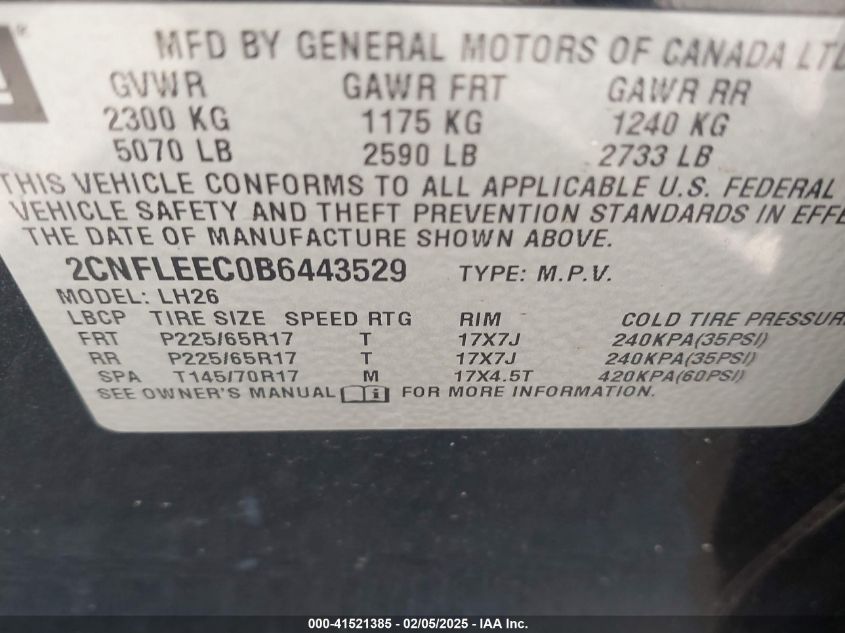 ®
MFD BY GENERAL MOTORS OF CANADA LTD
GVWR GAWR FRT GAWR RR
2300 KG 1175 KG 1240 KG
5070 LB 2590 LB 2733 LB
THIS VEHICLE CONFORMS TO ALL APPLICABLE U.S. FEDERAL
VEHICLE SAFETY AND THEFT PREVENTION STANDARDS IN EFFE
THE DATE OF MANUFACTURE SHOWN ABOVE.
2CNFLEEC0B6443529 TYPE: M.P.V.
MODEL: LH26
LBCP TIRE SIZE SPEED RTG RIM COLD TIRE PRESSURE
FRT P225/65R17 T 17X7J 240KPA(35PSI)
RR P225/65R17 T 17X7J 240KPA(35PSI)
SPA T145/70R17 M 17X4.5T 420KPA(60PSI)
SEE OWNER'S MANUAL i FOR MORE INFORMATION.
000-41521385 - 02/05/2025 - IAA Inc.